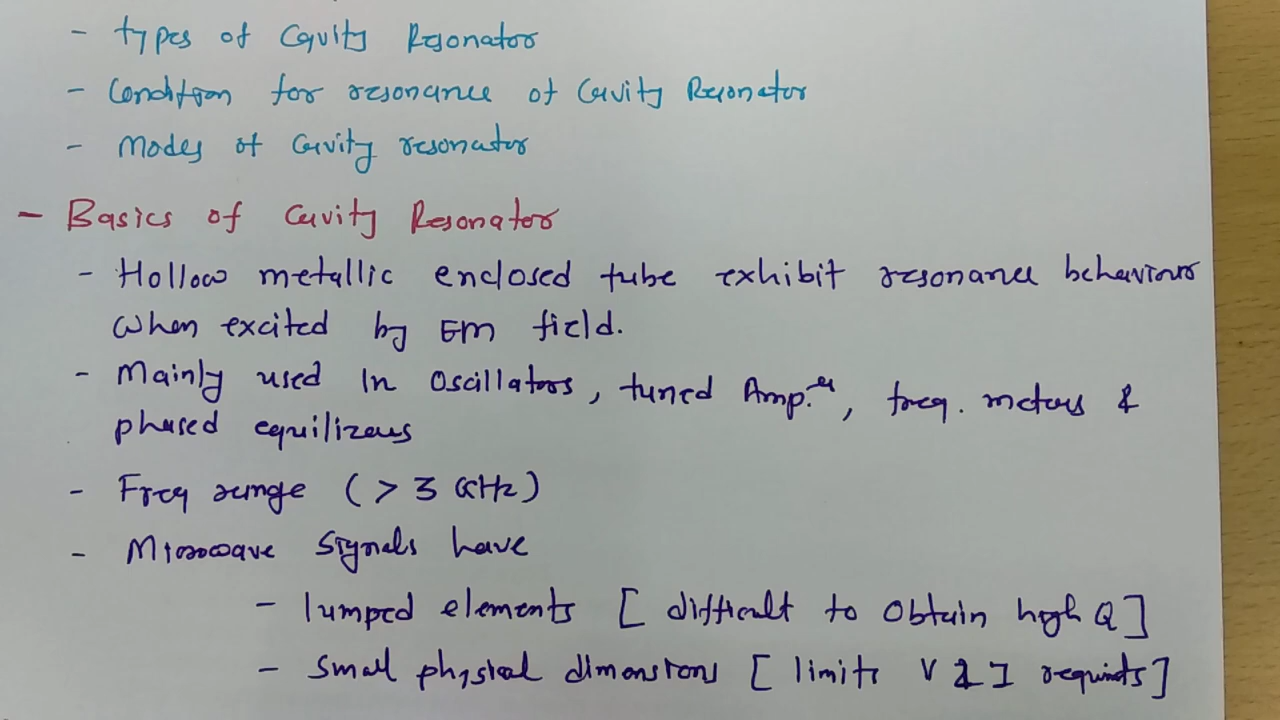 - types of Cavity Resonator
- Condition for resonance of Cavity Resonator
- Modes of Cavity resonator
- Basics of Cavity Resonator
- Hollow metallic enclosed tube exhibit resonance behaviour
When excited by EM field.
- Mainly used In Oscillators, tuned Amp.er, freq. meters &
phased equilizers
- Freq range (> 3 GHz)
- Microwave Signals have
- lumped elements [ difficult to Obtain high Q ]
- Small physical dimensions [ limits V & I requirnts ]